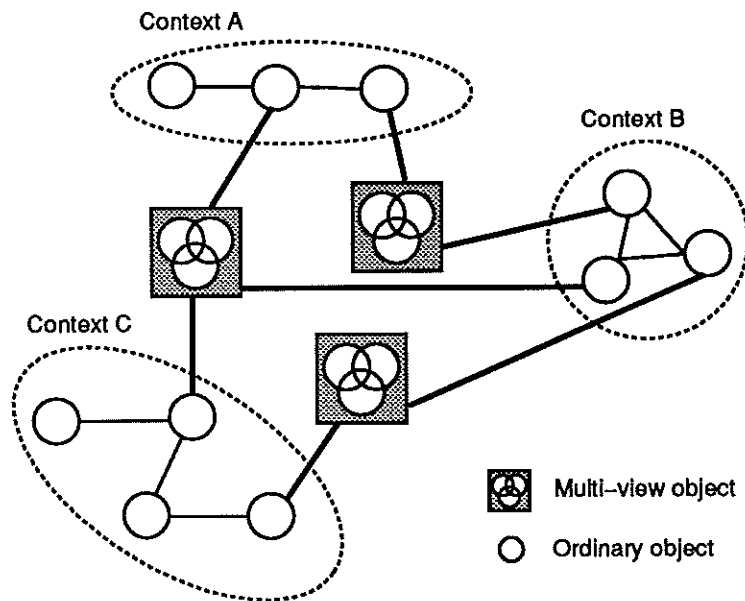 Context A
Context B
Context C
Multi-view object
Ordinary object